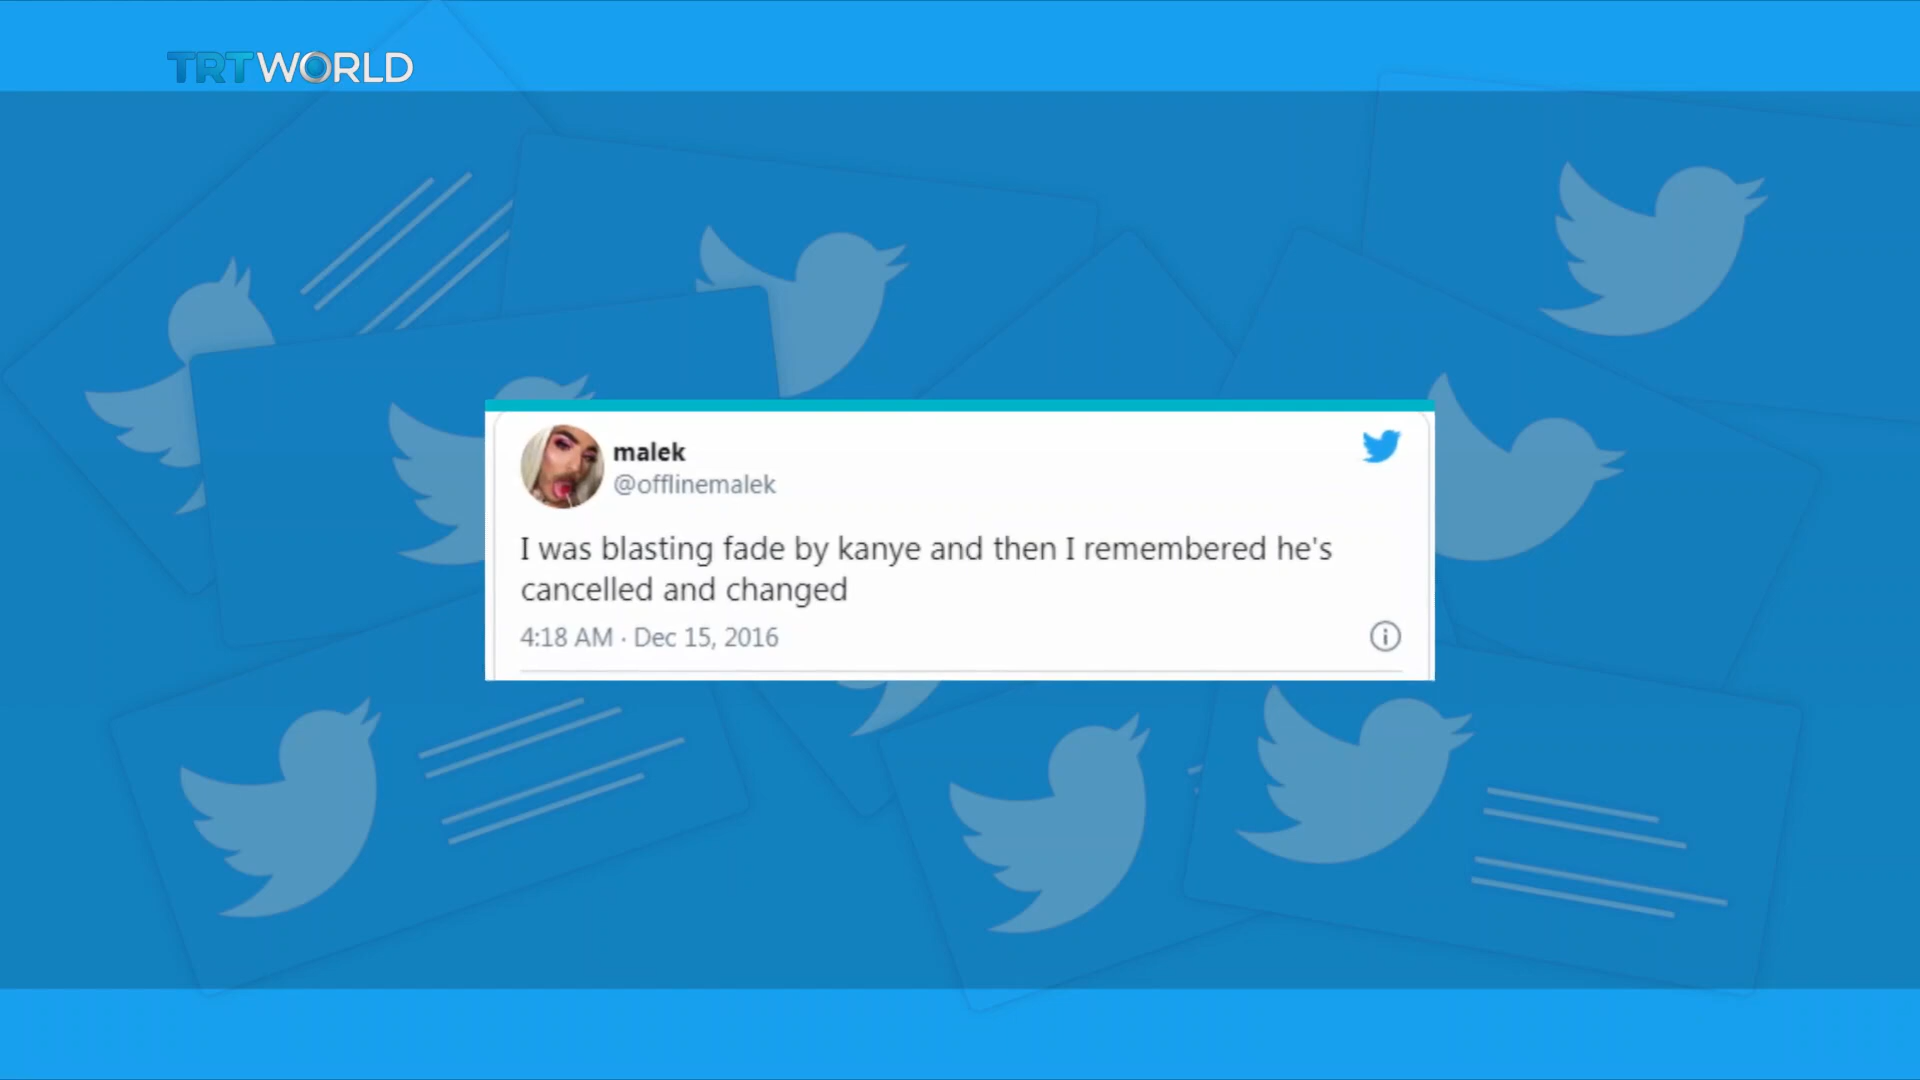 TRT WORLD
malek
@offlinemalek
I was blasting fade by kanye and then I remembered he's
cancelled and changed
4:18 AM · Dec 15, 2016